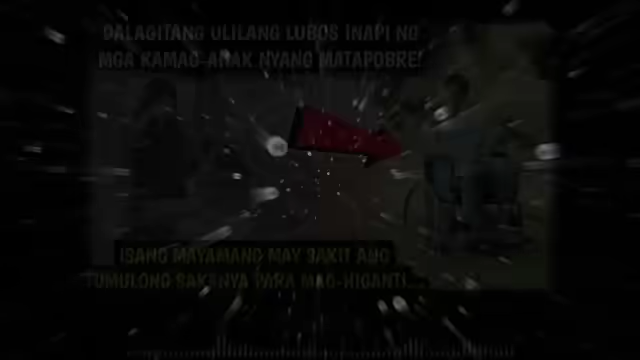 DALAGITANG ULILANG LUBOS INAPI NG
MGA KAMAG-ANAK NYANG MATAPOBRE!
ISANG MAYAMANG MAY SAKIT ANG
TUMULONG SAKANYA PARA MAG-HIGANTI...